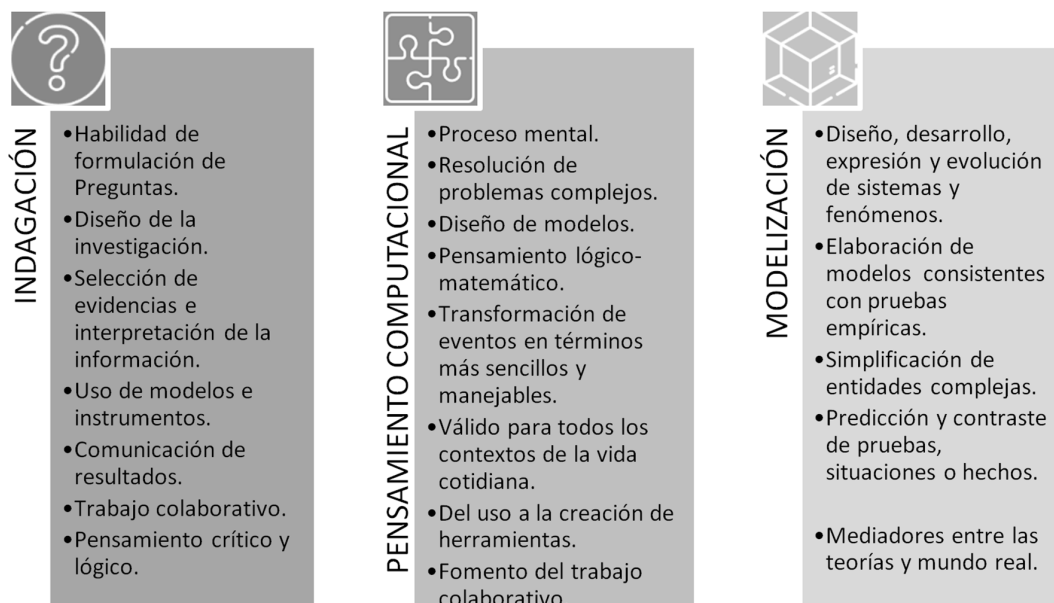 INDAGACIÓN
•Habilidad de
formulación de
Preguntas.
•Diseño de la
investigación.
•Selección de
evidencias e
interpretación de la
información.
•Uso de modelos e
instrumentos.
•Comunicación de
resultados.
•Trabajo colaborativo.
•Pensamiento crítico y
lógico.
PENSAMIENTO COMPUTACIONAL
•Proceso mental.
•Resolución de
problemas complejos.
•Diseño de modelos.
•Pensamiento lógico-
matemático.
•Transformación de
eventos en términos
más sencillos y
manejables.
•Válido para todos los
contextos de la vida
cotidiana.
•Del uso a la creación de
herramientas.
•Fomento del trabajo
colaborativo
MODELIZACIÓN
•Diseño, desarrollo,
expresión y evolución
de sistemas y
fenómenos.
•Elaboración de
modelos consistentes
con pruebas
empíricas.
•Simplificación de
entidades complejas.
•Predicción y contraste
de pruebas,
situaciones o hechos.
•Mediadores entre las
teorías y mundo real.